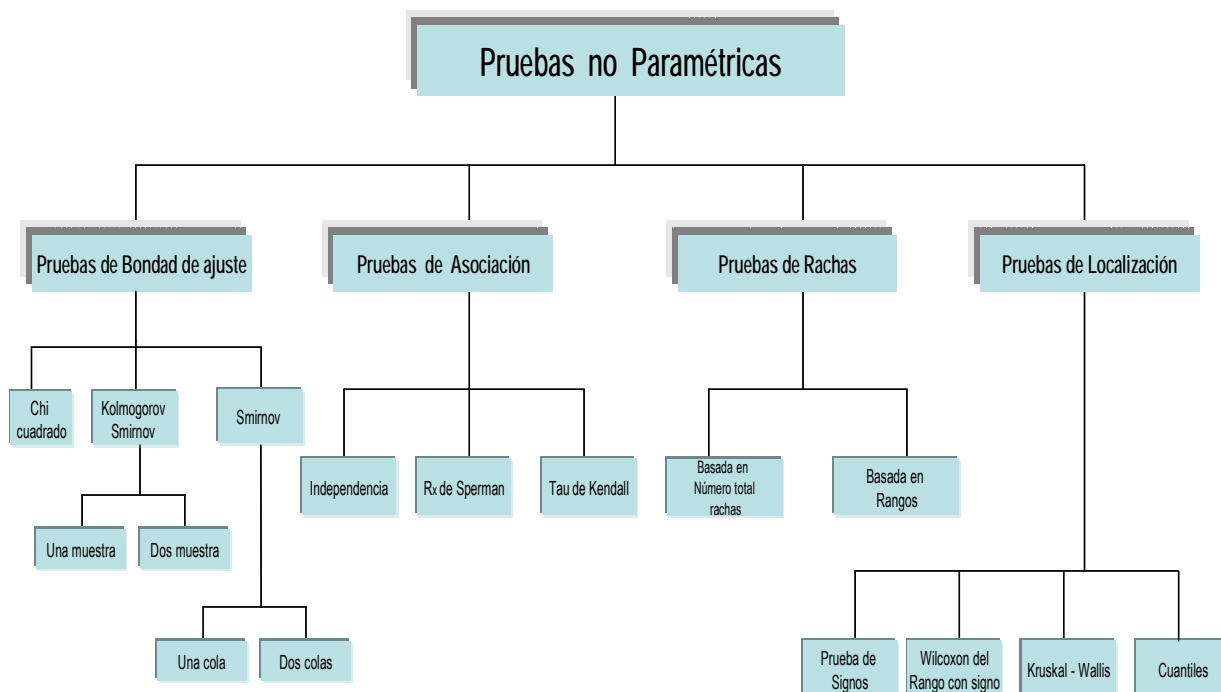 Pruebas no Paramétricas
Pruebas de Bondad de ajuste
Pruebas de Asociación
Pruebas de Rachas
Pruebas de Localización
Chi
cuadrado
Kolmogorov
Smirnov
Smirnov
Independencia
Rx de Sperman
Tau de Kendall
Basada en
Número total
rachas
Basada en
Rangos
Una muestra
Dos muestra
Una cola
Dos colas
Prueba de
Signos
Wilcoxon del
Rango con signo
Kruskal - Wallis
Cuantiles